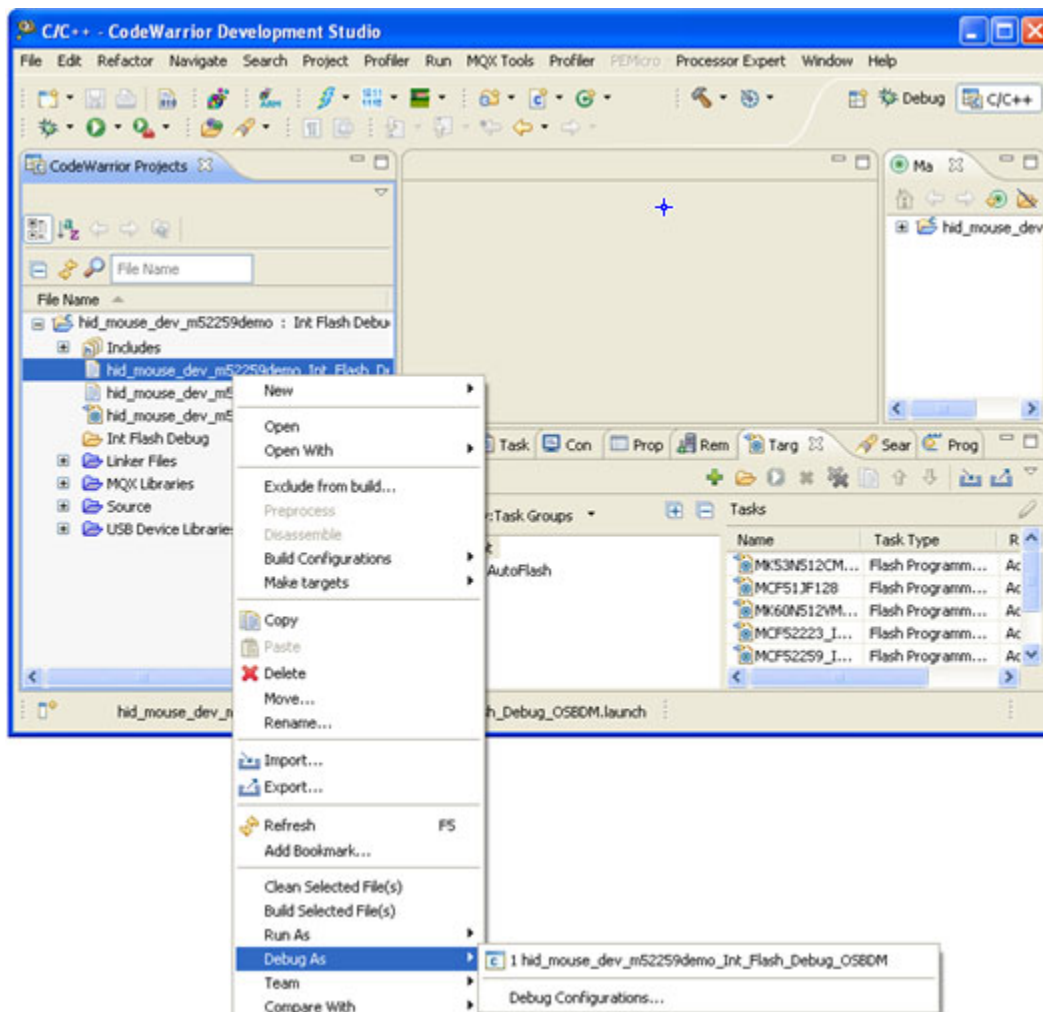 C/C++ - CodeWarrior Development Studio
File Edit Refactor Navigate Search Project Profiler Run MQX Tools Profiler PEMicro Processor Expert Window Help
Debug C/C++
CodeWarrior Projects
Ma
hid_mouse_dev
File Name
File Name
hid_mouse_dev_m52259demo : Int Flash Debu
Includes
hid_mouse_dev_m52259demo_Int_Flash_D
hid_mouse_dev_m5
hid_mouse_dev_m5
Int Flash Debug
Linker Files
MQX Libraries
Source
USB Device Libraries
New
Open
Open With
Exclude from build...
Preprocess
Disassemble
Build Configurations
Make targets
Copy
Paste
Delete
Move...
Rename...
Import...
Export...
Refresh F5
Add Bookmark...
Clean Selected File(s)
Build Selected File(s)
Run As
Debug As
Team
Compare With
1 hid_mouse_dev_m52259demo_Int_Flash_Debug_OSBDM
Debug Configurations...
Task Con Prop Rem Targ Sear Prog
:Task Groups
AutoFlash
Tasks
Name Task Type R
MK53N512CM... Flash Programm... Ac
MCF51JF128 Flash Programm... Ac
MK60N512VM... Flash Programm... Ac
MCF52223_I... Flash Programm... Ac
MCF52259_I... Flash Programm... Ac
hid_mouse_dev_m
h_Debug_OSBDM.launch